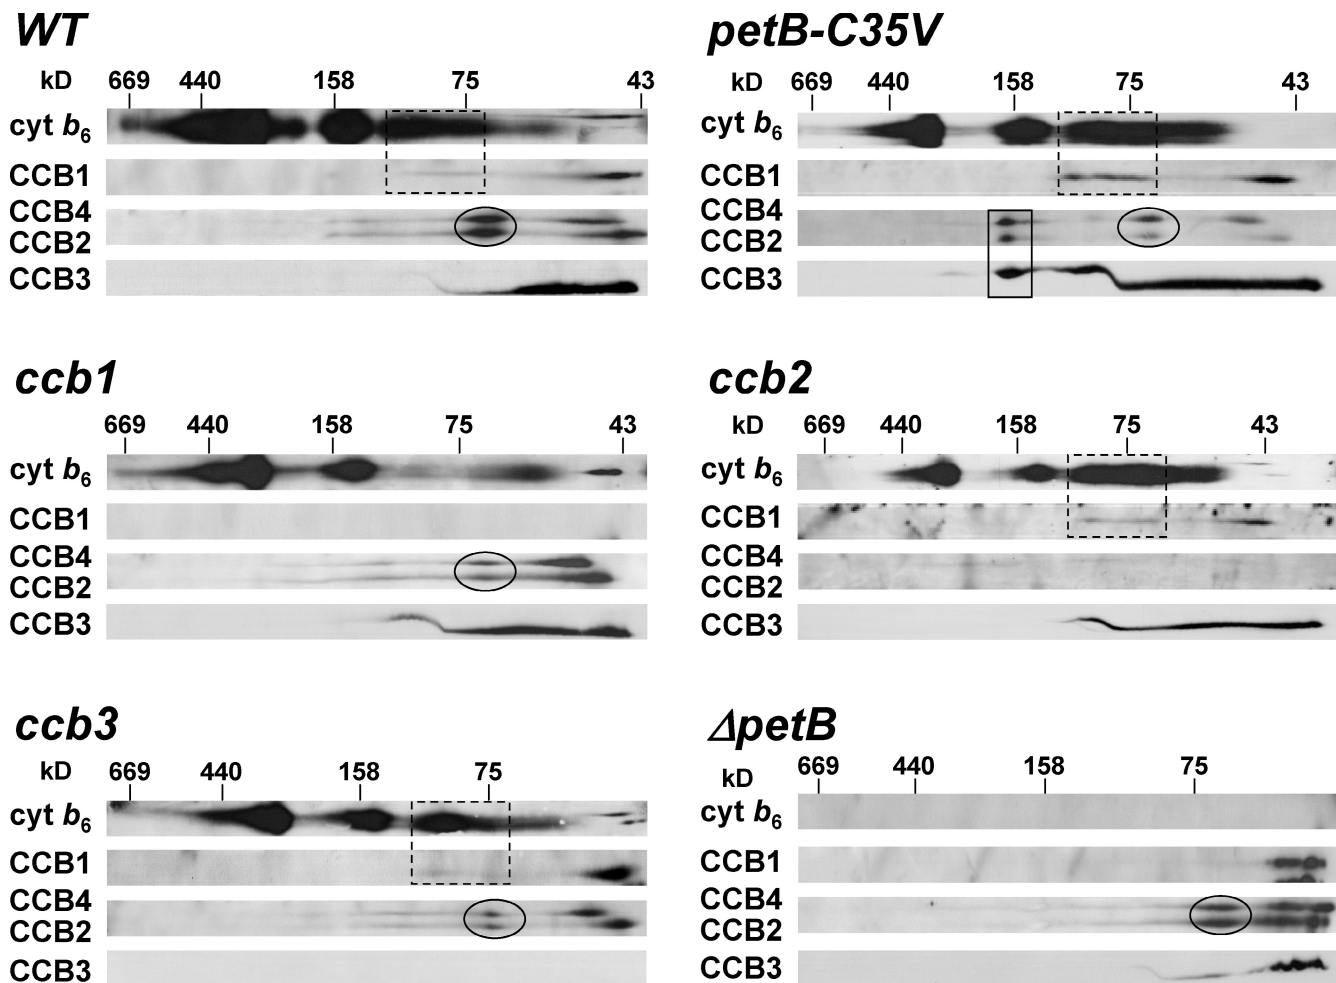 WT
kD 669 440 158 75 43
cyt b6
CCB1
CCB4
CCB2
CCB3
petB-C35V
kD 669 440 158 75 43
cyt b6
CCB1
CCB4
CCB2
CCB3
ccb1
669 440 158 75 43
cyt b6
CCB1
CCB4
CCB2
CCB3
ccb2
kD 669 440 158 75 43
cyt b6
CCB1
CCB4
CCB2
CCB3
ccb3
kD 669 440 158 75
cyt b6
CCB1
CCB4
CCB2
CCB3
ΔpetB
kD 669 440 158 75
cyt b6
CCB1
CCB4
CCB2
CCB3